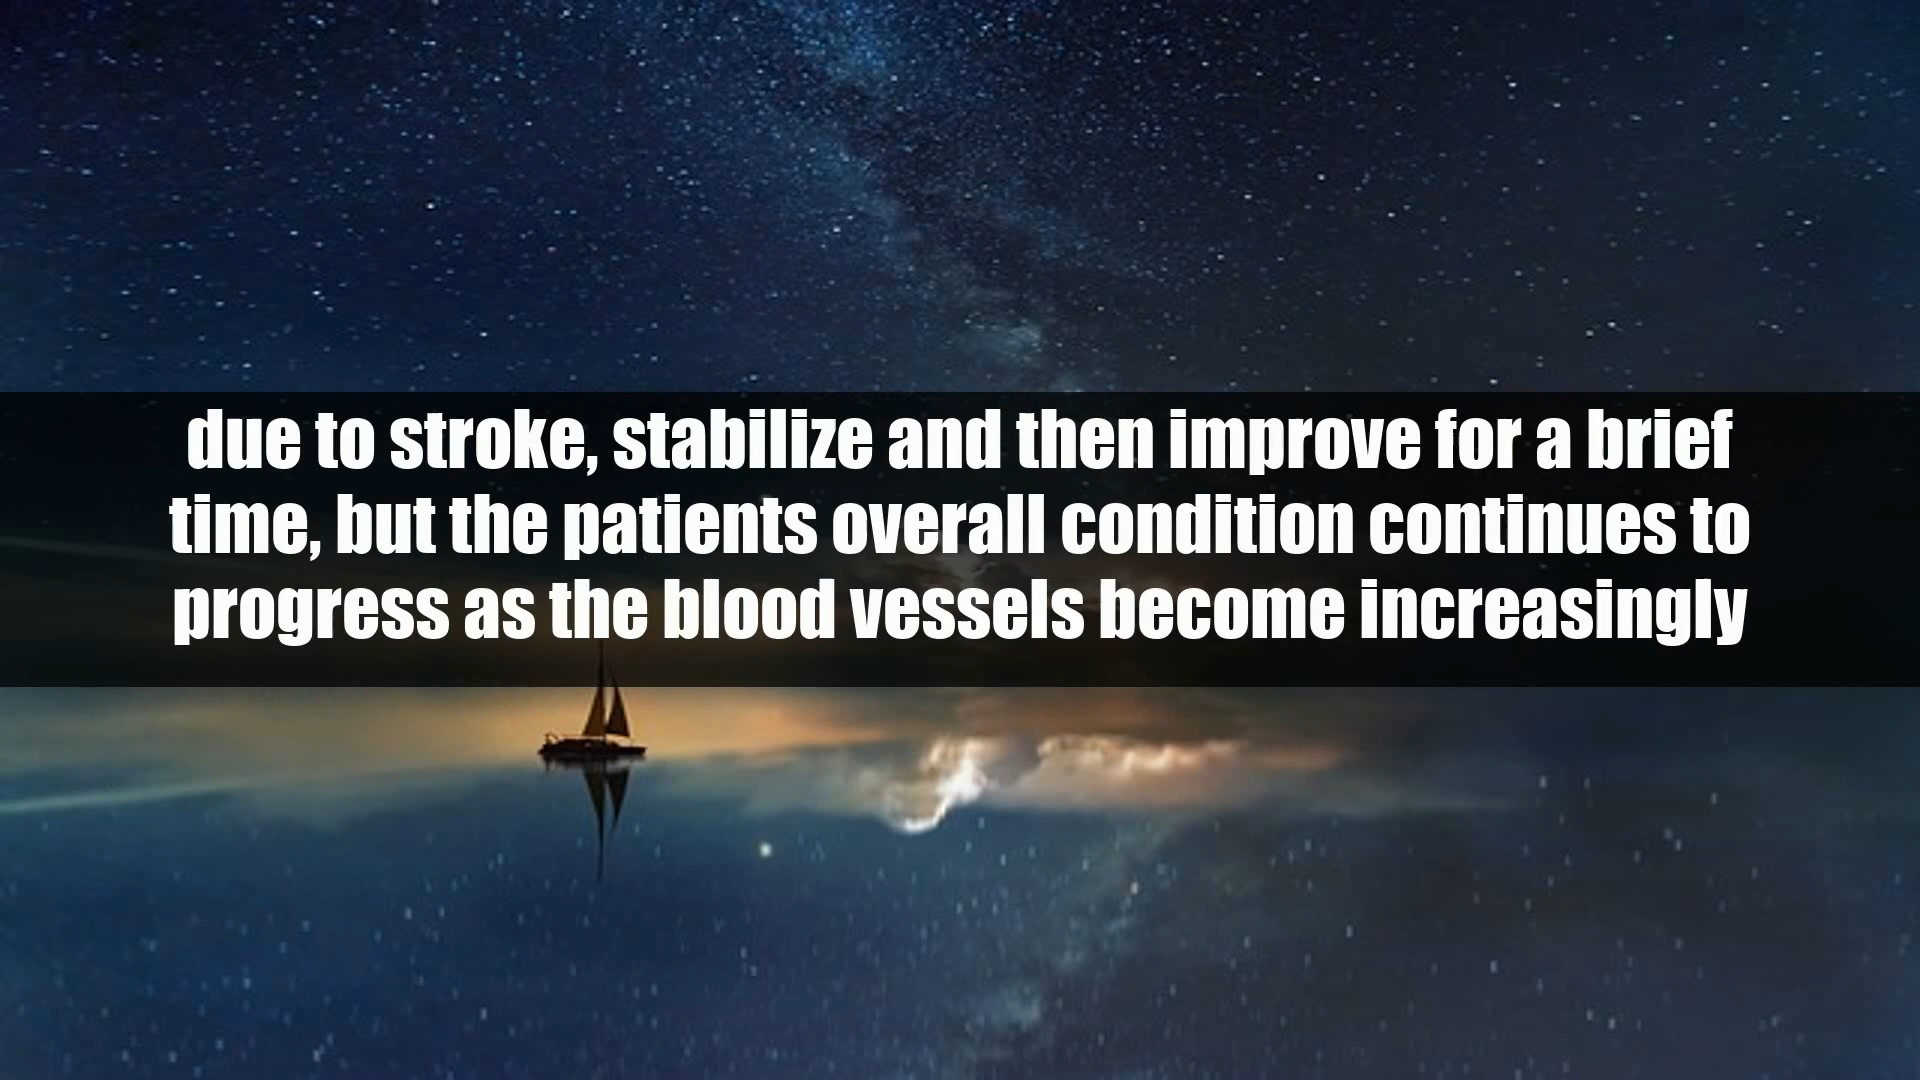 due to stroke, stabilize and then improve for a brief
time, but the patients overall condition continues to
progress as the blood vessels become increasingly